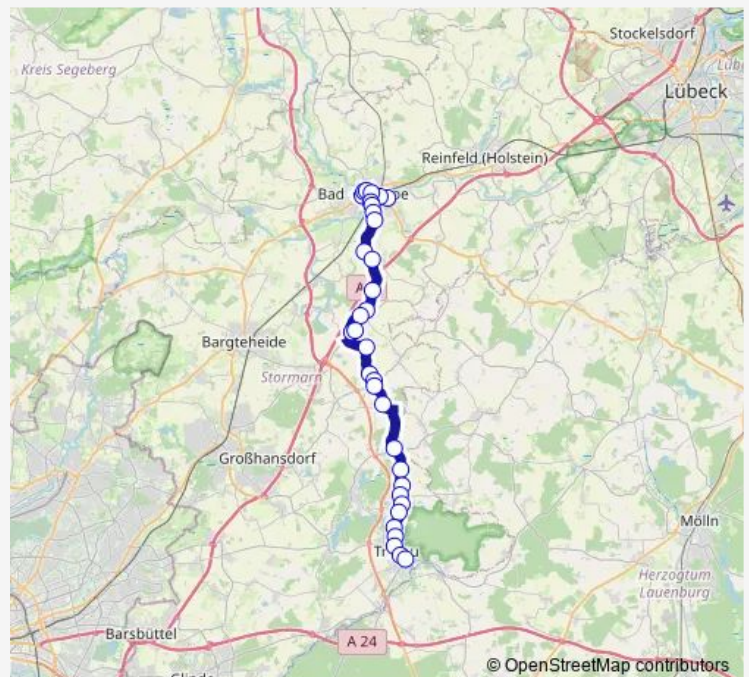 Stockelsdorf
Kreis Segeberg
Lübeck
Reinfeld (Holstein)
Bad
Bargteheide
Stormarn
Großhansdorf
Mölln
Herzogtum
Lauenburg
Barsbüttel
A 24
© OpenStreetMap contributors